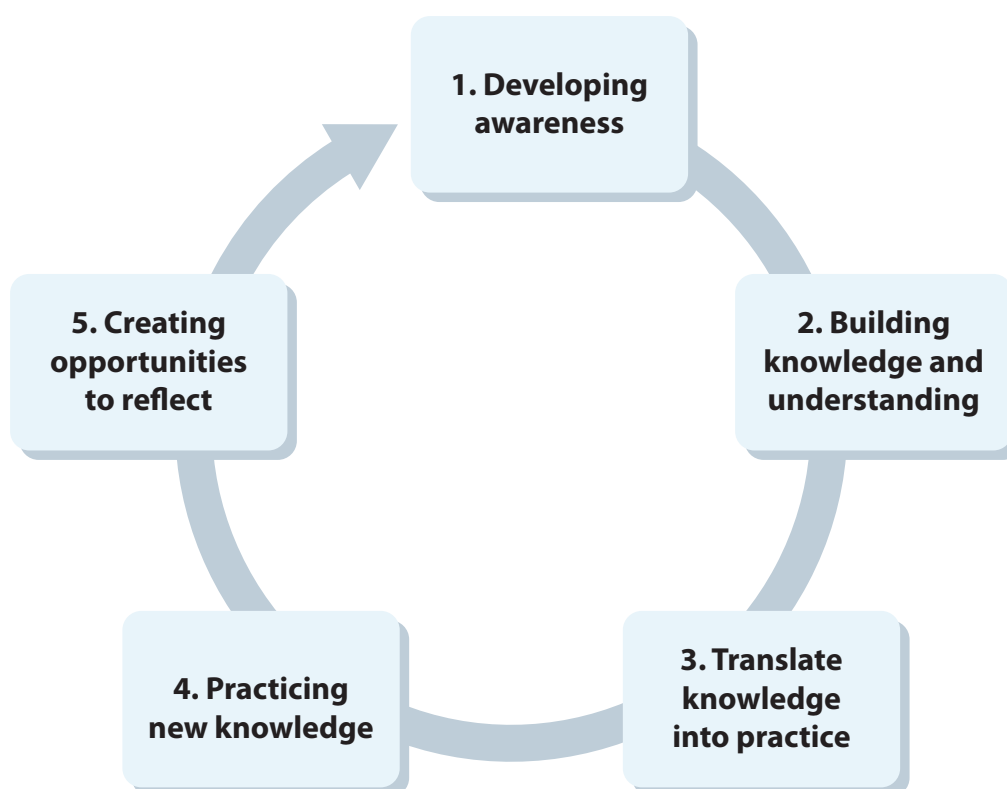 1. Developing
awareness
2. Building
knowledge and
understanding
3. Translate
knowledge
into practice
4. Practicing
new knowledge
5. Creating
opportunities
to reflect